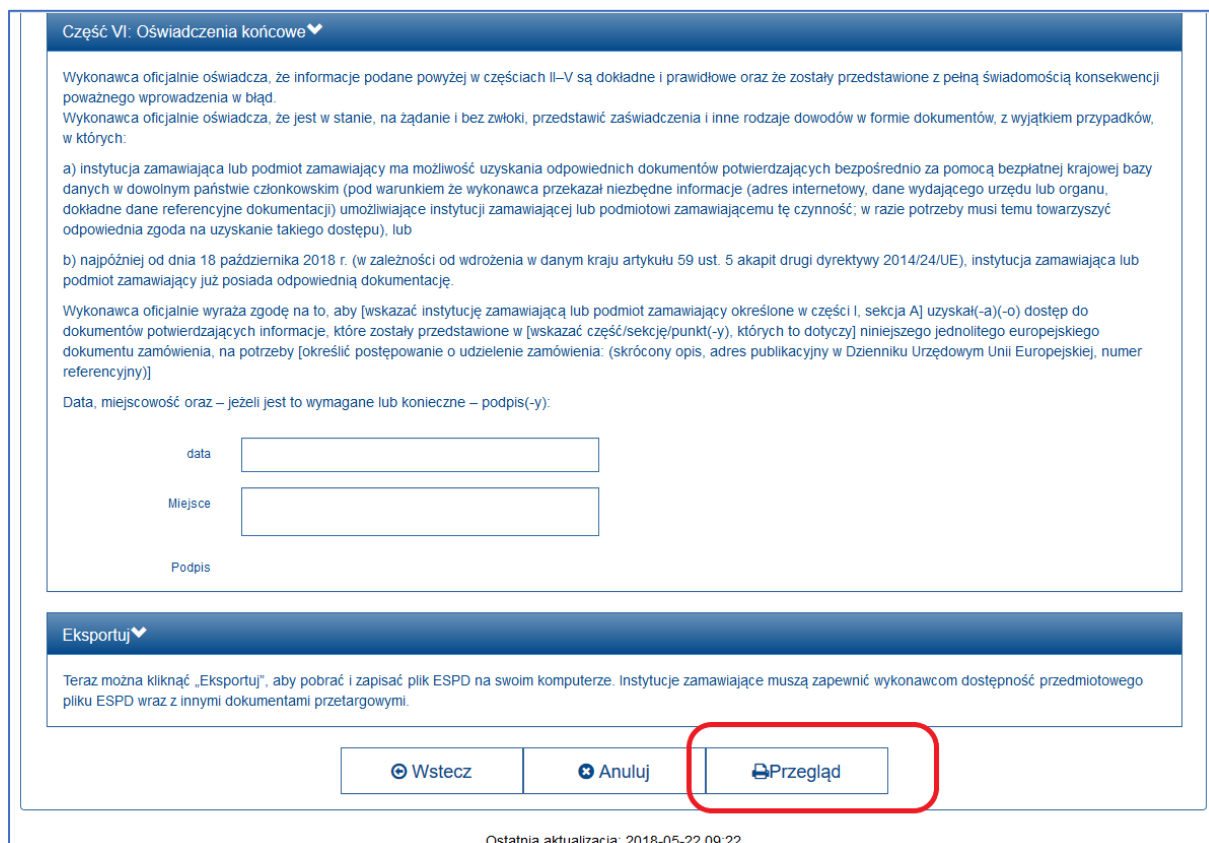 Część VI: Oświadczenia końcowe
Wykonawca oficjalnie oświadcza, że informacje podane powyżej w częściach II–V są dokładne i prawidłowe oraz że zostały przedstawione z pełną świadomością konsekwencji
poważnego wprowadzenia w błąd.
Wykonawca oficjalnie oświadcza, że jest w stanie, na żądanie i bez zwłoki, przedstawić zaświadczenia i inne rodzaje dowodów w formie dokumentów, z wyjątkiem przypadków,
w których:
a) instytucja zamawiająca lub podmiot zamawiający ma możliwość uzyskania odpowiednich dokumentów potwierdzających bezpośrednio za pomocą bezpłatnej krajowej bazy
danych w dowolnym państwie członkowskim (pod warunkiem że wykonawca przekazał niezbędne informacje (adres internetowy, dane wydającego urzędu lub organu,
dokładne dane referencyjne dokumentacji) umożliwiające instytucji zamawiającej lub podmiotowi zamawiającemu tę czynność; w razie potrzeby musi temu towarzyszyć
odpowiednia zgoda na uzyskanie takiego dostępu), lub
b) najpóźniej od dnia 18 października 2018 r. (w zależności od wdrożenia w danym kraju artykułu 59 ust. 5 akapit drugi dyrektywy 2014/24/UE), instytucja zamawiająca lub
podmiot zamawiający już posiada odpowiednią dokumentację.
Wykonawca oficjalnie wyraża zgodę na to, aby [wskazać instytucję zamawiającą lub podmiot zamawiający określone w części I, sekcja A] uzyskał(-a)(-o) dostęp do
dokumentów potwierdzających informacje, które zostały przedstawione w [wskazać część/sekcję/punkt(-y), których to dotyczy] niniejszego jednolitego europejskiego
dokumentu zamówienia, na potrzeby [określić postępowanie o udzielenie zamówienia: (skrócony opis, adres publikacyjny w Dzienniku Urzędowym Unii Europejskiej, numer
referencyjny)]
Data, miejscowość oraz – jeżeli jest to wymagane lub konieczne – podpis(-y):
data
Miejsce
Podpis
Eksportuj
Teraz można kliknąć „Eksportuj”, aby pobrać i zapisać plik ESPD na swoim komputerze. Instytucje zamawiające muszą zapewnić wykonawcom dostępność przedmiotowego
pliku ESPD wraz z innymi dokumentami przetargowymi.
Wstecz Anuluj Przegląd
Ostatnia aktualizacja: 2018-05-22 09:22